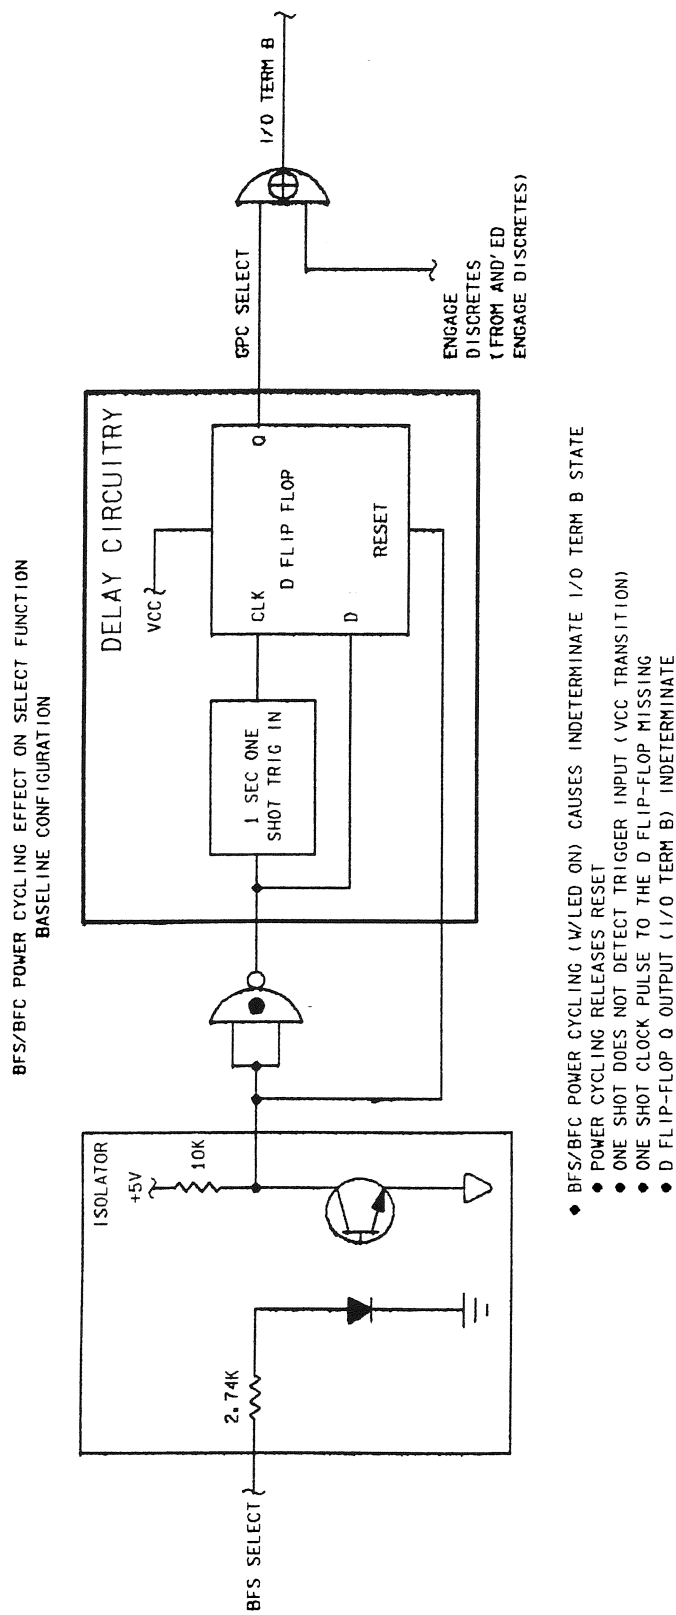 BFS/BFC POWER CYCLING EFFECT ON SELECT FUNCTION
BASELINE CONFIGURATION
BFS SELECT
2.74K
ISOLATOR
+5V
10K
DELAY CIRCUITRY
1 SEC ONE
SHOT TRIG IN
VCC
CLK
D
D FLIP FLOP
RESET
Q
GPC SELECT
I/O TERM B
ENGAGE
DISCRETES
(FROM AND'ED
ENGAGE DISCRETES)
● BFS/BFC POWER CYCLING (W/LED ON) CAUSES INDETERMINATE I/O TERM B STATE
● POWER CYCLING RELEASES RESET
● ONE SHOT DOES NOT DETECT TRIGGER INPUT (VCC TRANSITION)
● ONE SHOT CLOCK PULSE TO THE D FLIP-FLOP MISSING
● D FLIP-FLOP Q OUTPUT (I/O TERM B) INDETERMINATE